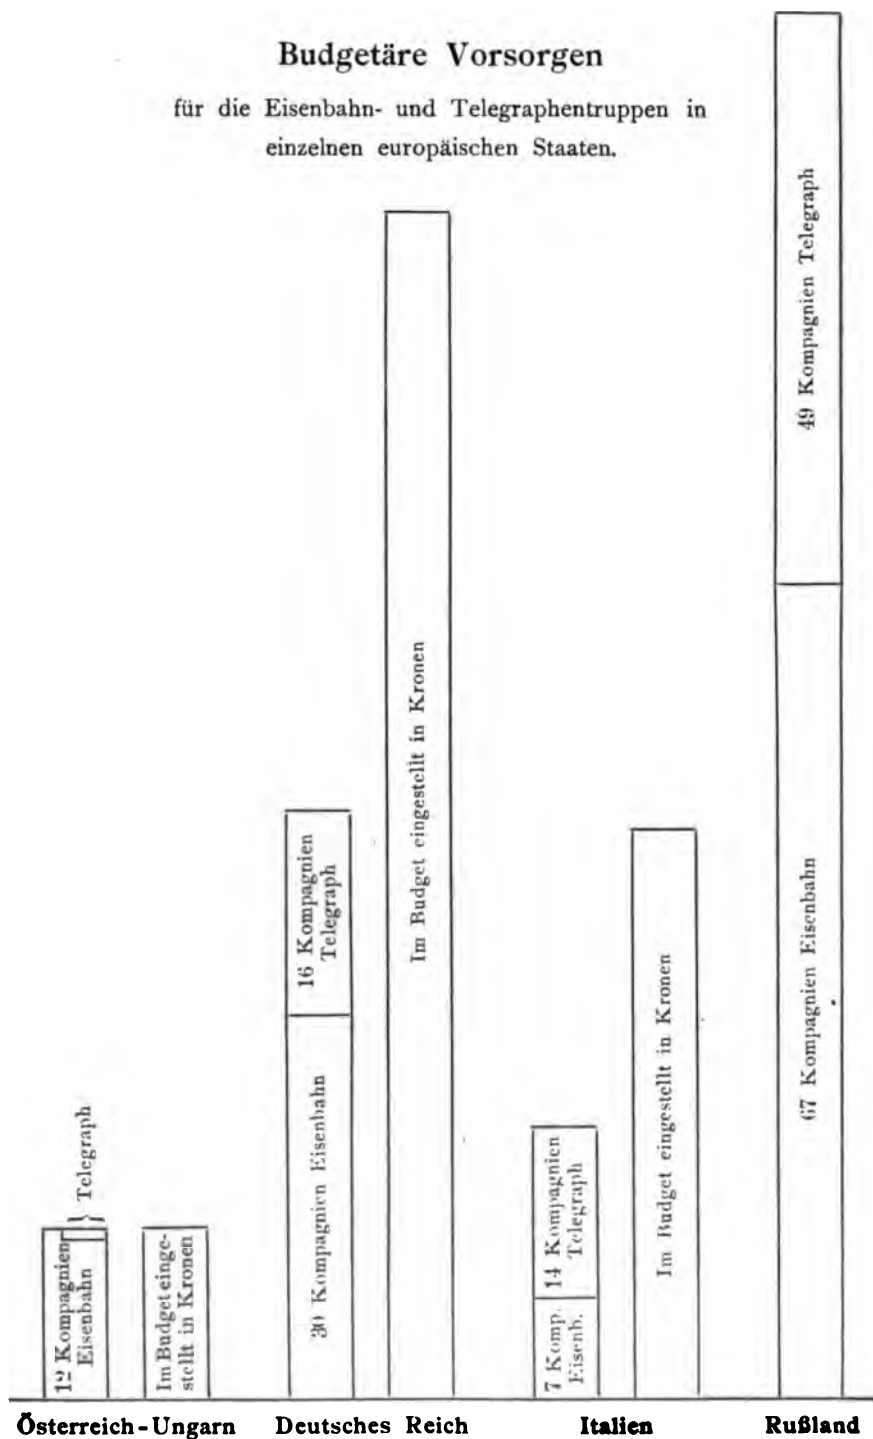 Budgetäre Vorsorgen
für die Eisenbahn- und Telegraphentruppen in
einzelnen europäischen Staaten.
12 Kompagnien
Eisenbahn
} Telegraph
Im Budget einge-
stellt in Kronen
30 Kompagnien Eisenbahn
16 Kompagnien
Telegraph
Im Budget eingestellt in Kronen
7 Komp.
Eisenb.
14 Kompagnien
Telegraph
Im Budget eingestellt in Kronen
67 Kompagnien Eisenbahn
49 Kompagnien Telegraph
Österreich-Ungarn Deutsches Reich Italien Rußland